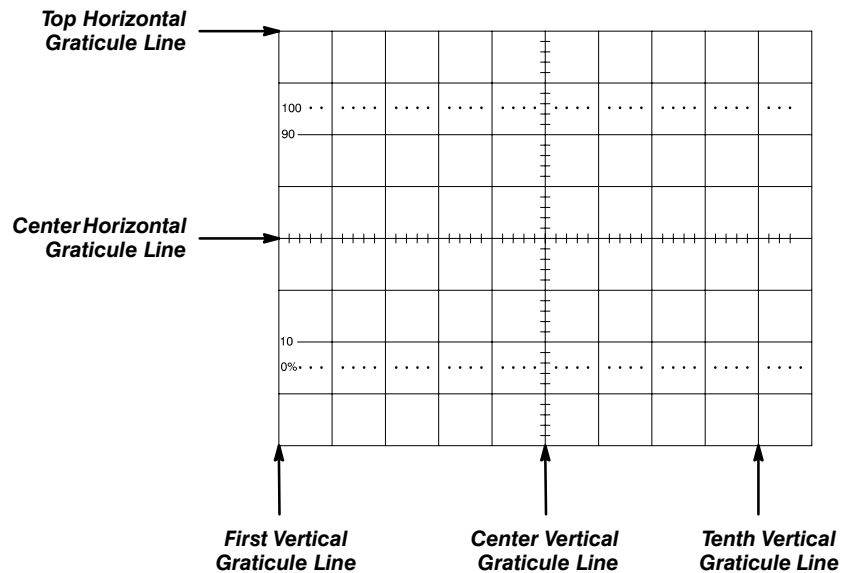 Top Horizontal
Graticule Line
100
90
Center Horizontal
Graticule Line
10
0%
First Vertical
Graticule Line
Center Vertical
Graticule Line
Tenth Vertical
Graticule Line